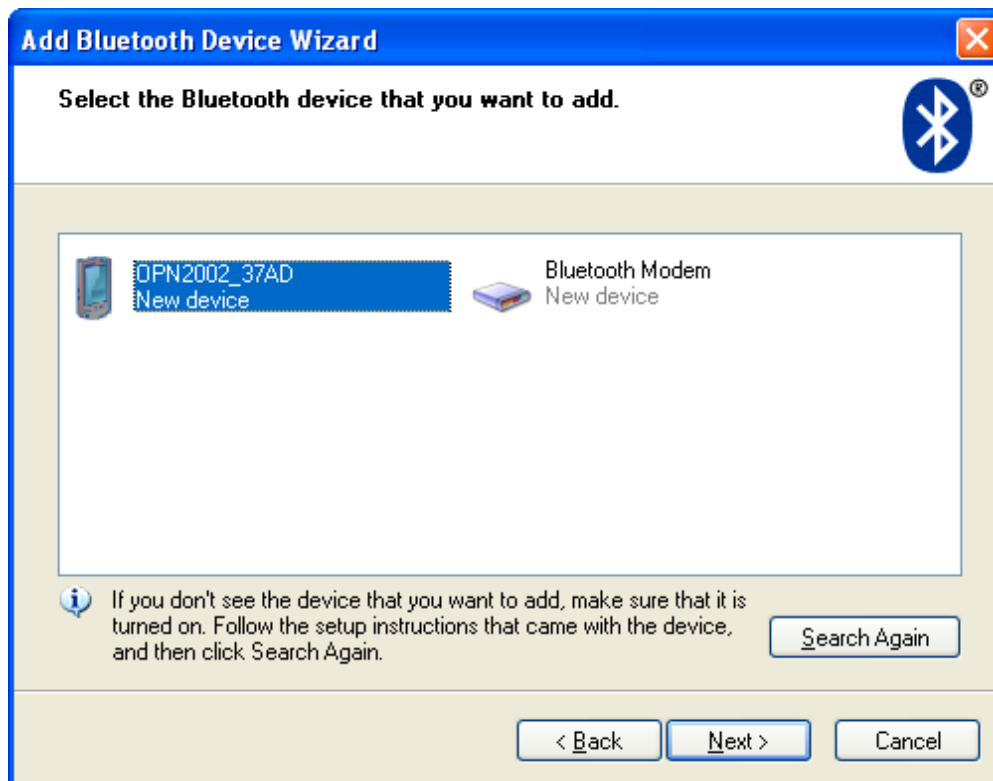 Add Bluetooth Device Wizard
Select the Bluetooth device that you want to add.
®
OPN2002_37AD
New device
Bluetooth Modem
New device
If you don't see the device that you want to add, make sure that it is
turned on. Follow the setup instructions that came with the device,
and then click Search Again.
Search Again
< Back
Next >
Cancel